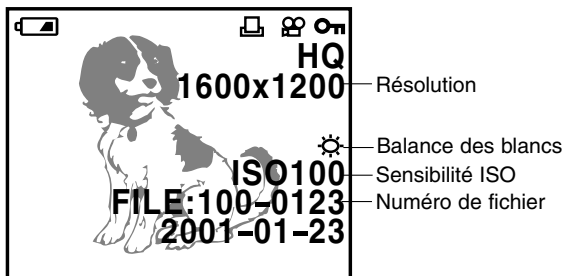 HQ
1600x1200 Résolution
Balance des blancs
ISO100 Sensibilité ISO
FILE:100-0123 Numéro de fichier
2001-01-23